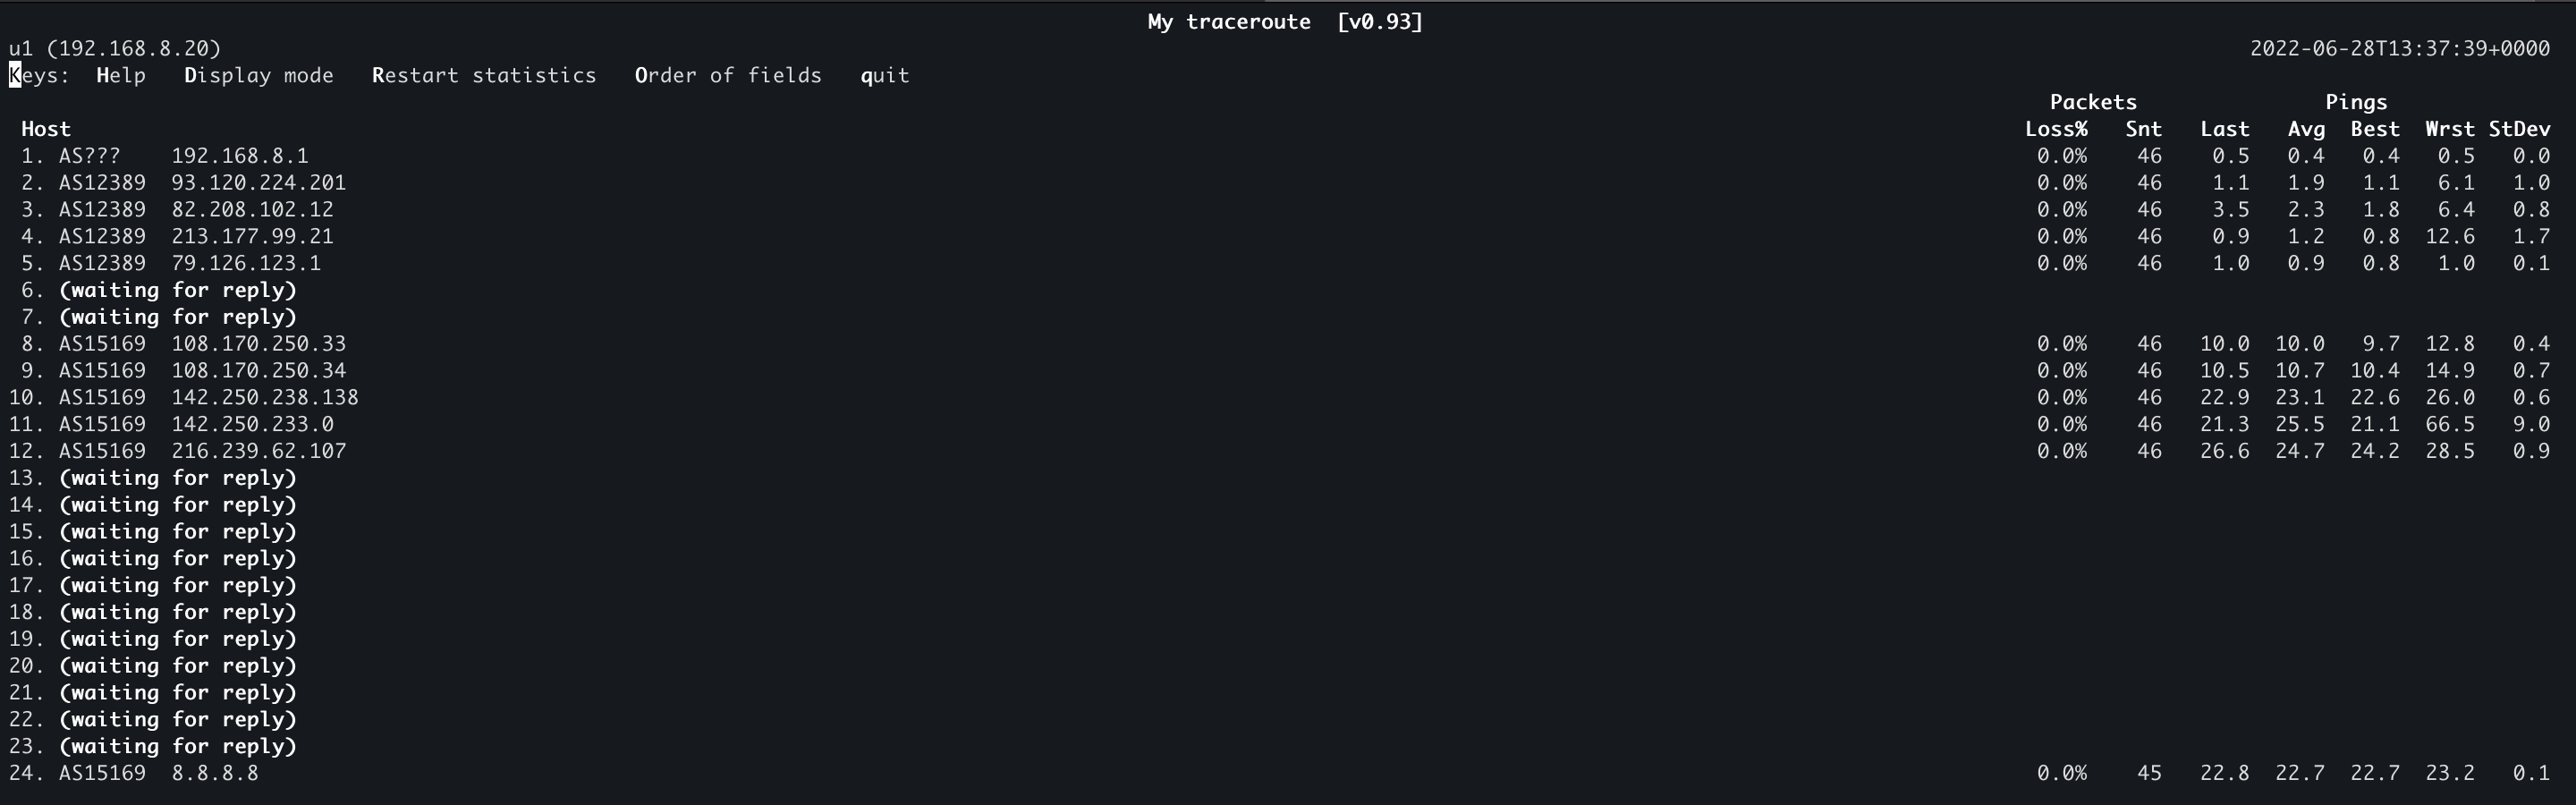 My traceroute  [v0.93]
u1 (192.168.8.20) 2022-06-28T13:37:39+0000
Keys:  Help   Display mode   Restart statistics   Order of fields   quit
Packets Pings
Host Loss% Snt Last Avg Best Wrst StDev
1. AS??? 192.168.8.1 0.0% 46 0.5 0.4 0.4 0.5 0.0
2. AS12389 93.120.224.201 0.0% 46 1.1 1.9 1.1 6.1 1.0
3. AS12389 82.208.102.12 0.0% 46 3.5 2.3 1.8 6.4 0.8
4. AS12389 213.177.99.21 0.0% 46 0.9 1.2 0.8 12.6 1.7
5. AS12389 79.126.123.1 0.0% 46 1.0 0.9 0.8 1.0 0.1
6. (waiting for reply)
7. (waiting for reply)
8. AS15169 108.170.250.33 0.0% 46 10.0 10.0 9.7 12.8 0.4
9. AS15169 108.170.250.34 0.0% 46 10.5 10.7 10.4 14.9 0.7
10. AS15169 142.250.238.138 0.0% 46 22.9 23.1 22.6 26.0 0.6
11. AS15169 142.250.233.0 0.0% 46 21.3 25.5 21.1 66.5 9.0
12. AS15169 216.239.62.107 0.0% 46 26.6 24.7 24.2 28.5 0.9
13. (waiting for reply)
14. (waiting for reply)
15. (waiting for reply)
16. (waiting for reply)
17. (waiting for reply)
18. (waiting for reply)
19. (waiting for reply)
20. (waiting for reply)
21. (waiting for reply)
22. (waiting for reply)
23. (waiting for reply)
24. AS15169 8.8.8.8 0.0% 45 22.8 22.7 22.7 23.2 0.1